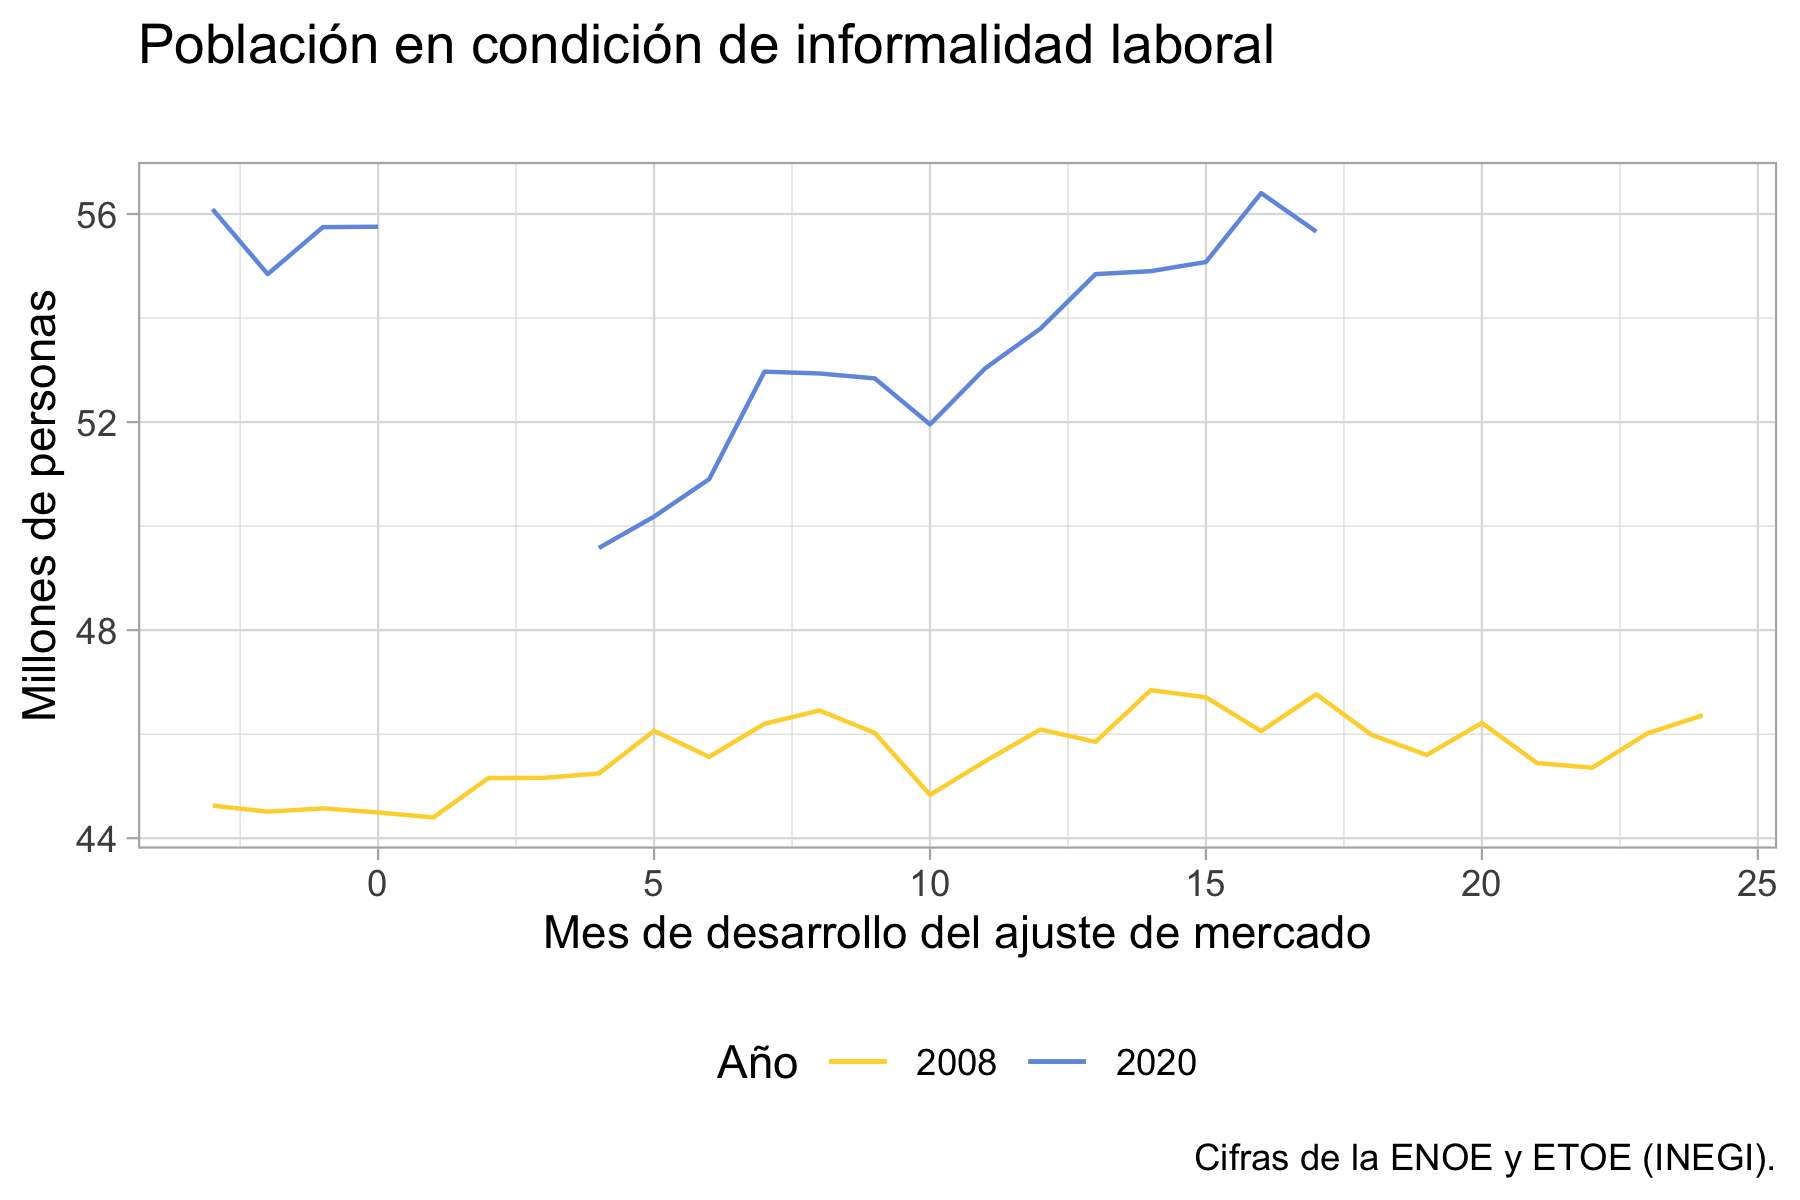 Población en condición de informalidad laboral
Millones de personas
56
52
48
44
0 5 10 15 20 25
Mes de desarrollo del ajuste de mercado
Año 2008 2020
Cifras de la ENOE y ETOE (INEGI).